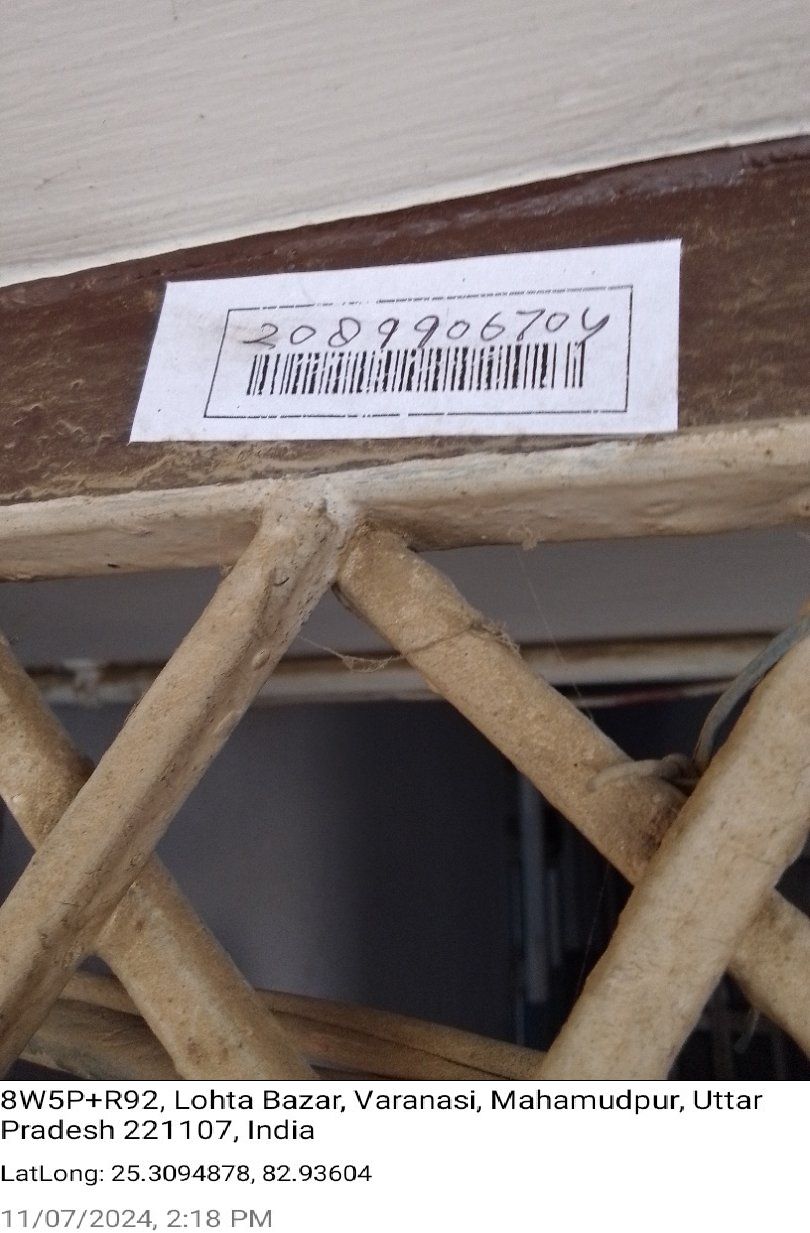 2089906704
8W5P+R92, Lohta Bazar, Varanasi, Mahamudpur, Uttar
Pradesh 221107, India
LatLong: 25.3094878, 82.93604
11/07/2024, 2:18 PM